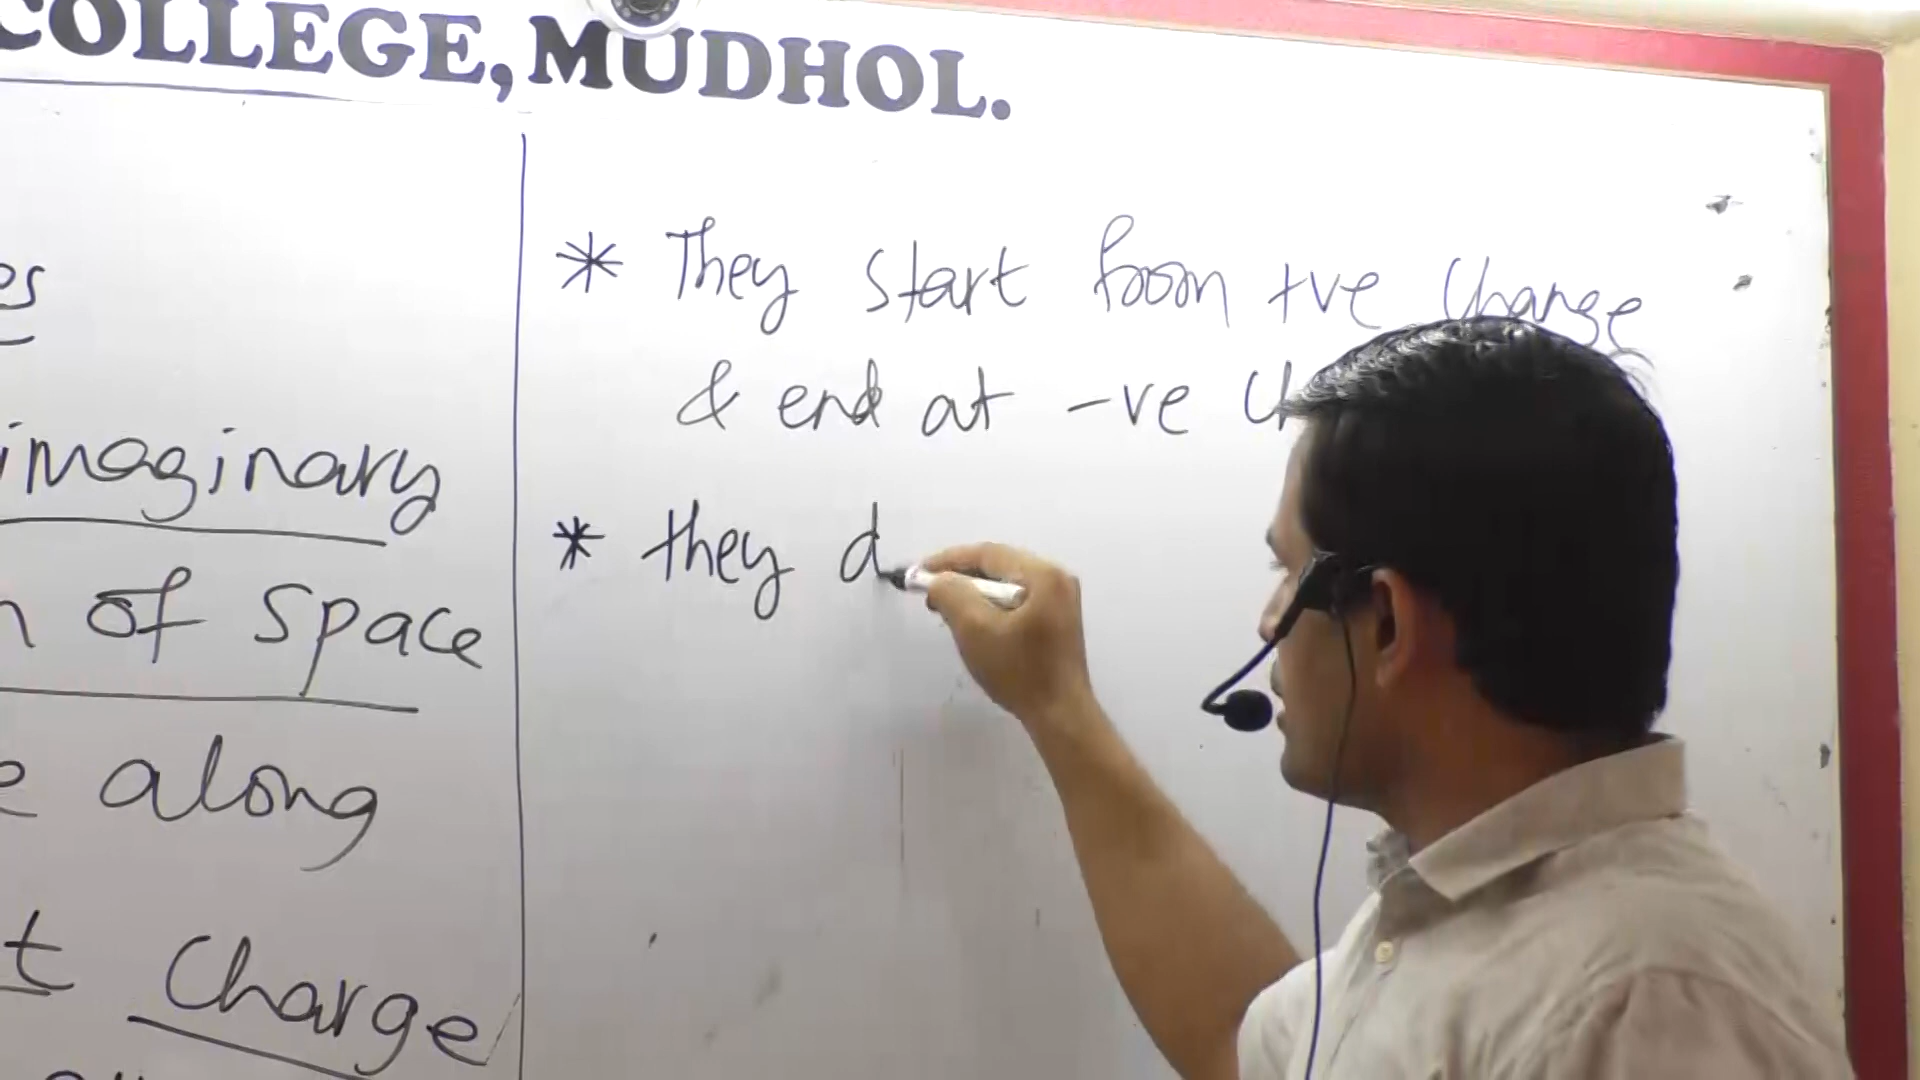 COLLEGE, MUDHOL.
es
imaginary
n of space
e along
t Charge
* They start from +ve charge
& end at -ve
* they d